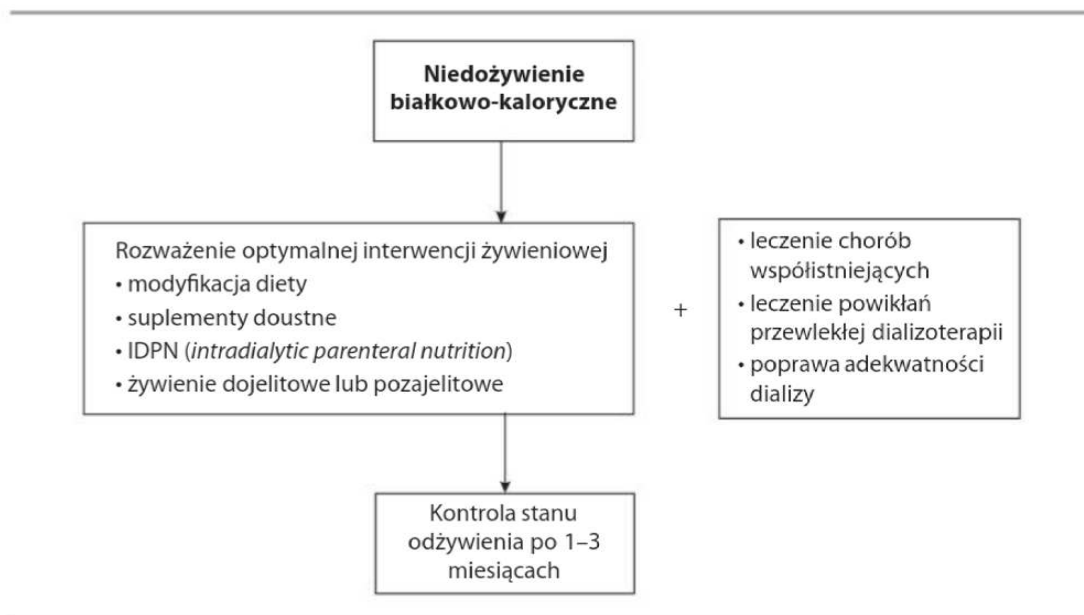 Niedożywienie
białkowo-kaloryczne
Rozważenie optymalnej interwencji żywieniowej
• modyfikacja diety
• suplementy doustne
• IDPN (intradialytic parenteral nutrition)
• żywienie dojelitowe lub pozajelitowe
+
• leczenie chorób
współistniejących
• leczenie powikłań
przewlekłej dializoterapii
• poprawa adekwatności
dializy
Kontrola stanu
odżywienia po 1–3
miesiącach